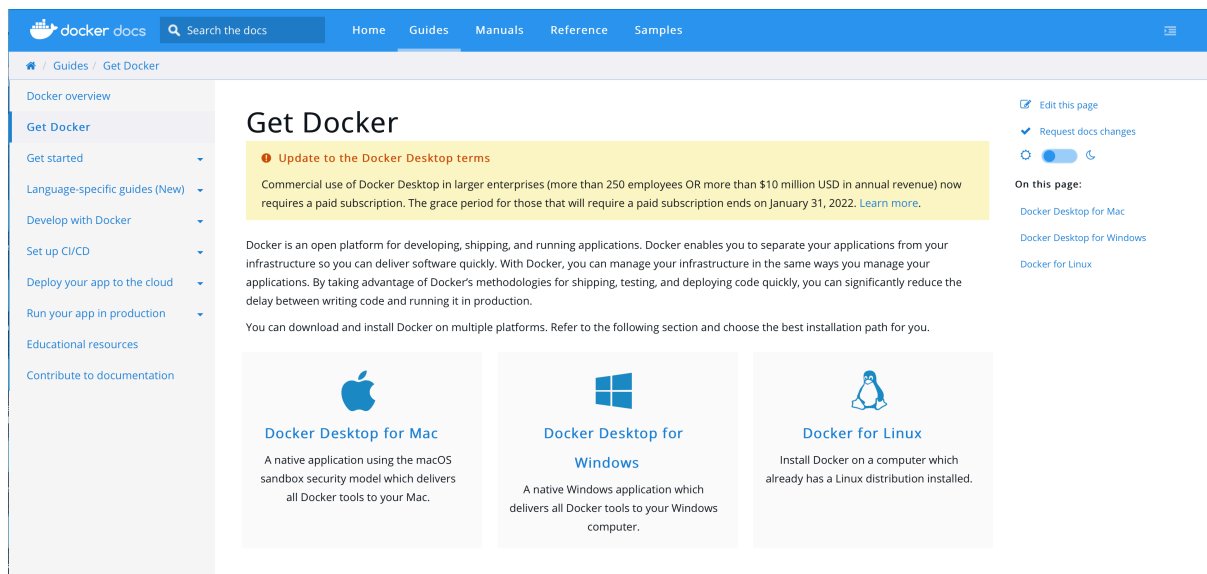 docker docs
Search the docs
Home
Guides
Manuals
Reference
Samples
/ Guides / Get Docker
Docker overview
Get Docker
Get started
Language-specific guides (New)
Develop with Docker
Set up CI/CD
Deploy your app to the cloud
Run your app in production
Educational resources
Contribute to documentation
Get Docker
Update to the Docker Desktop terms
Commercial use of Docker Desktop in larger enterprises (more than 250 employees OR more than $10 million USD in annual revenue) now
requires a paid subscription. The grace period for those that will require a paid subscription ends on January 31, 2022. Learn more.
Docker is an open platform for developing, shipping, and running applications. Docker enables you to separate your applications from your
infrastructure so you can deliver software quickly. With Docker, you can manage your infrastructure in the same ways you manage your
applications. By taking advantage of Docker’s methodologies for shipping, testing, and deploying code quickly, you can significantly reduce the
delay between writing code and running it in production.
You can download and install Docker on multiple platforms. Refer to the following section and choose the best installation path for you.
Docker Desktop for Mac
A native application using the macOS
sandbox security model which delivers
all Docker tools to your Mac.
Docker Desktop for
Windows
A native Windows application which
delivers all Docker tools to your Windows
computer.
Docker for Linux
Install Docker on a computer which
already has a Linux distribution installed.
Edit this page
Request docs changes
On this page:
Docker Desktop for Mac
Docker Desktop for Windows
Docker for Linux